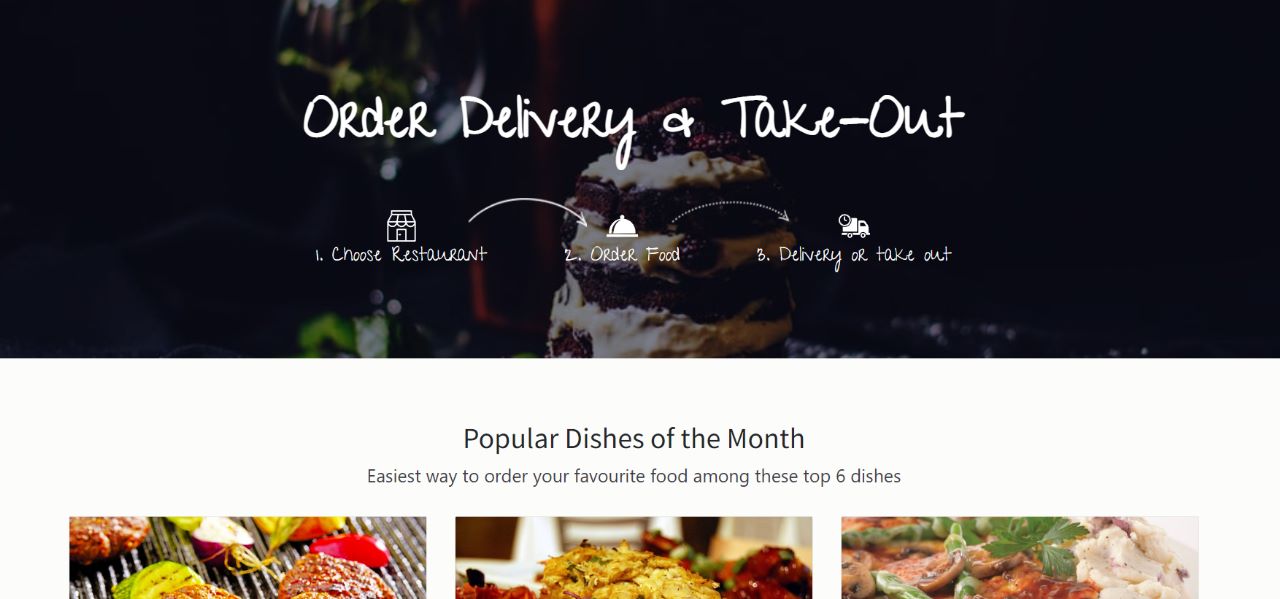 Order Delivery & Take-Out
1. Choose Restaurant
2. Order Food
3. Delivery or take out
Popular Dishes of the Month
Easiest way to order your favourite food among these top 6 dishes